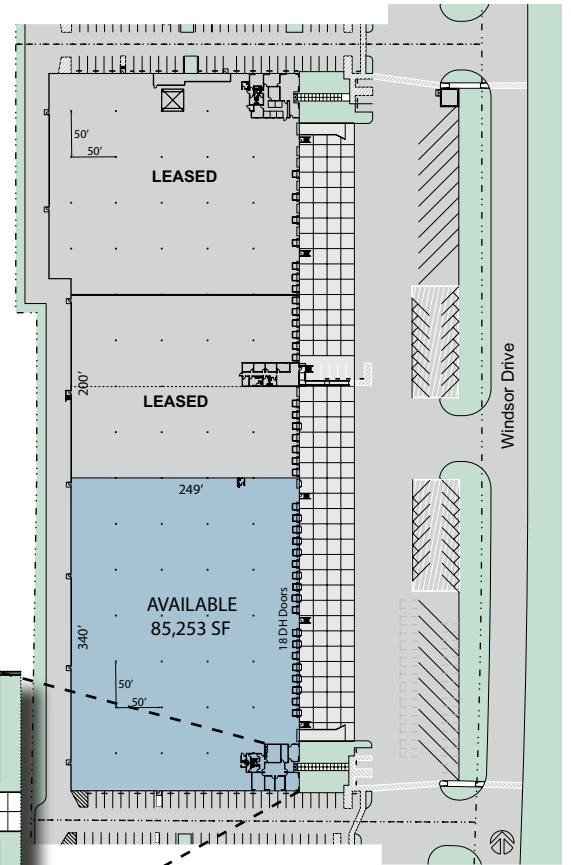 50'
50'
LEASED
200'
LEASED
249'
AVAILABLE
85,253 SF
18 DH Doors
340'
50'
50'
Windsor Drive